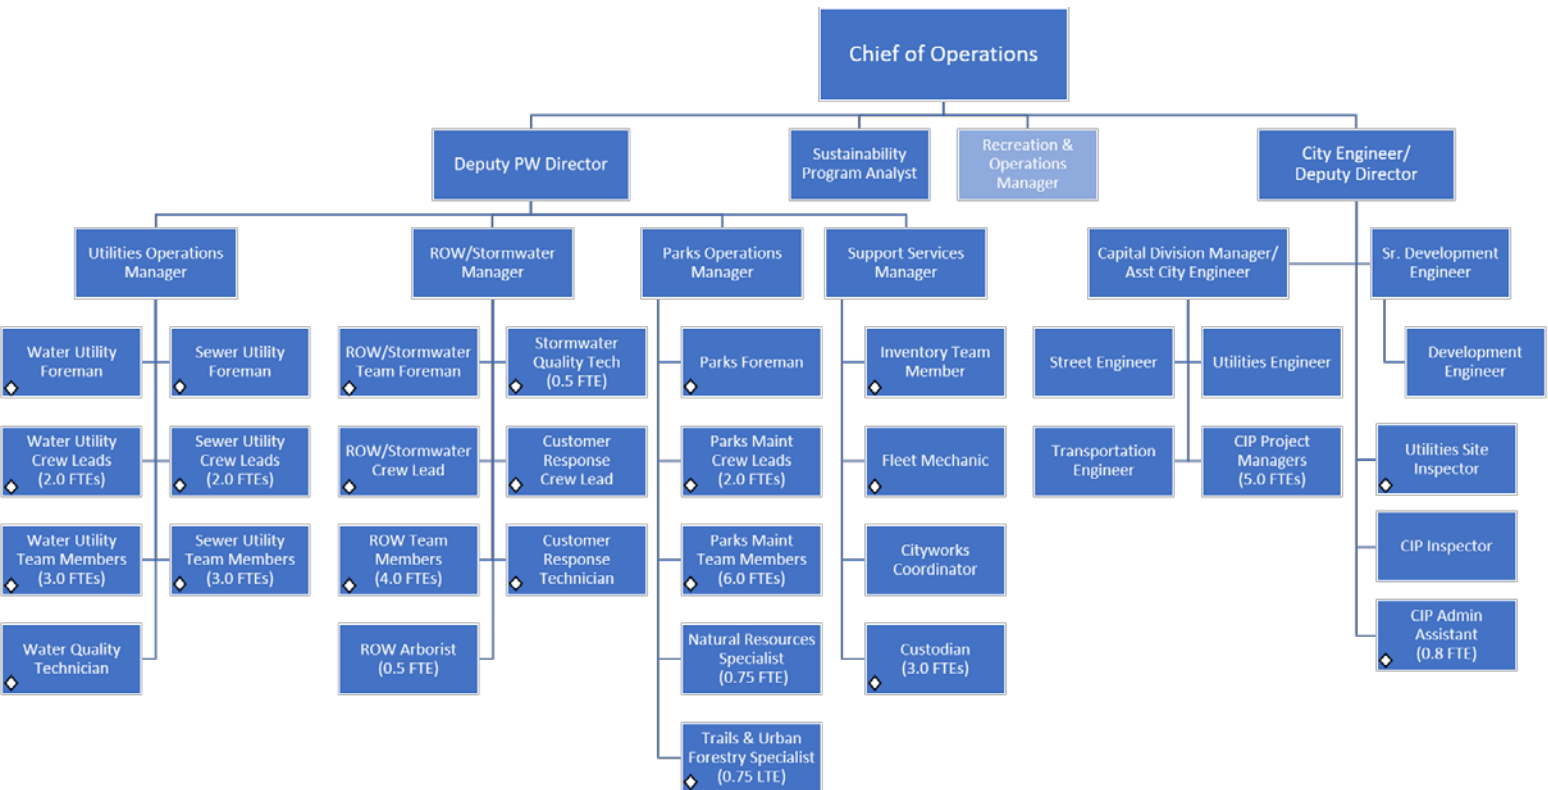 Chief of Operations
Deputy PW Director
Sustainability
Program Analyst
Recreation &
Operations
Manager
City Engineer/
Deputy Director
Utilities Operations
Manager
ROW/Stormwater
Manager
Parks Operations
Manager
Support Services
Manager
Capital Division Manager/
Asst City Engineer
Sr. Development
Engineer
Water Utility
Foreman
Sewer Utility
Foreman
ROW/Stormwater
Team Foreman
Stormwater
Quality Tech
(0.5 FTE)
Parks Foreman
Inventory Team
Member
Street Engineer
Utilities Engineer
Development
Engineer
Water Utility
Crew Leads
(2.0 FTEs)
Sewer Utility
Crew Leads
(2.0 FTEs)
ROW/Stormwater
Crew Lead
Customer
Response
Crew Lead
Parks Maint
Crew Leads
(2.0 FTEs)
Fleet Mechanic
Transportation
Engineer
CIP Project
Managers
(5.0 FTEs)
Utilities Site
Inspector
Water Utility
Team Members
(3.0 FTEs)
Sewer Utility
Team Members
(3.0 FTEs)
ROW Team
Members
(4.0 FTEs)
Customer
Response
Technician
Parks Maint
Team Members
(6.0 FTEs)
Cityworks
Coordinator
CIP Inspector
Water Quality
Technician
ROW Arborist
(0.5 FTE)
Natural Resources
Specialist
(0.75 FTE)
Custodian
(3.0 FTEs)
CIP Admin
Assistant
(0.8 FTE)
Trails & Urban
Forestry Specialist
(0.75 LTE)